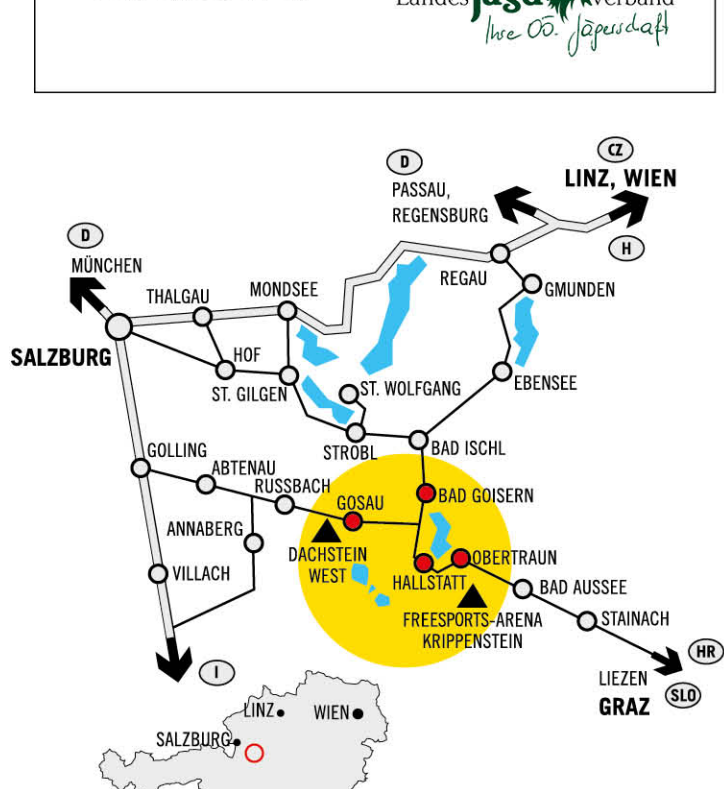 Landesjagdverband
Ihre OÖ. Jägerschaft
CZ
LINZ, WIEN
D
PASSAU,
REGENSBURG
H
D
MÜNCHEN
REGAU
GMUNDEN
THALGAU
MONDSEE
SALZBURG
HOF
ST. GILGEN
ST. WOLFGANG
EBENSEE
STROBL
BAD ISCHL
GOLLING
ABTENAU
RUSSBACH
GOSAU
BAD GOISERN
ANNABERG
DACHSTEIN
WEST
VILLACH
HALLSTATT
OBERTRAUN
BAD AUSSEE
FREESPORTS-ARENA
KRIPPENSTEIN
STAINACH
HR
I
LIEZEN
GRAZ
SLO
LINZ
WIEN
SALZBURG